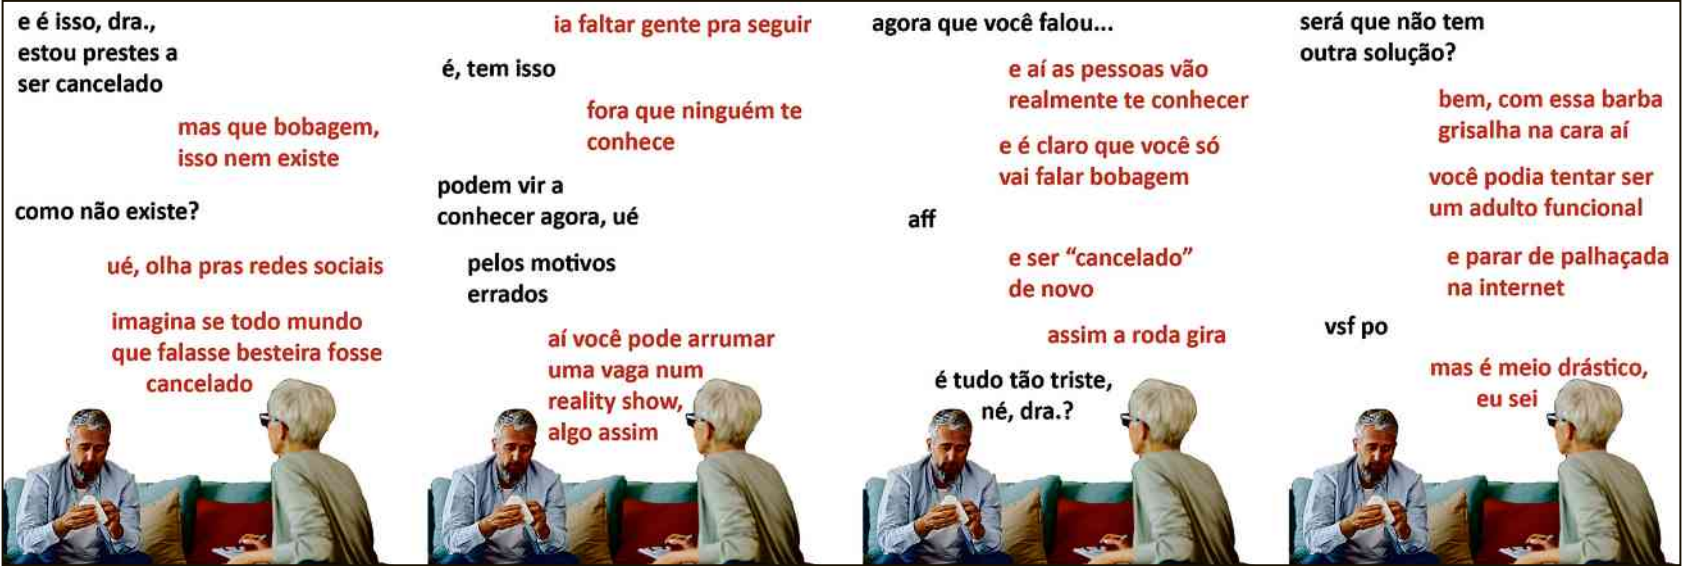 e é isso, dra.,
estou prestes a
ser cancelado
mas que bobagem,
isso nem existe
como não existe?
ué, olha pras redes sociais
imagina se todo mundo
que falasse besteira fosse
cancelado
ia faltar gente pra seguir
é, tem isso
fora que ninguém te
conhece
podem vir a
conhecer agora, ué
pelos motivos
errados
aí você pode arrumar
uma vaga num
reality show,
algo assim
agora que você falou...
e aí as pessoas vão
realmente te conhecer
e é claro que você só
vai falar bobagem
aff
e ser “cancelado”
de novo
assim a roda gira
é tudo tão triste,
né, dra.?
será que não tem
outra solução?
bem, com essa barba
grisalha na cara aí
você podia tentar ser
um adulto funcional
e parar de palhaçada
na internet
vsf po
mas é meio drástico,
eu sei